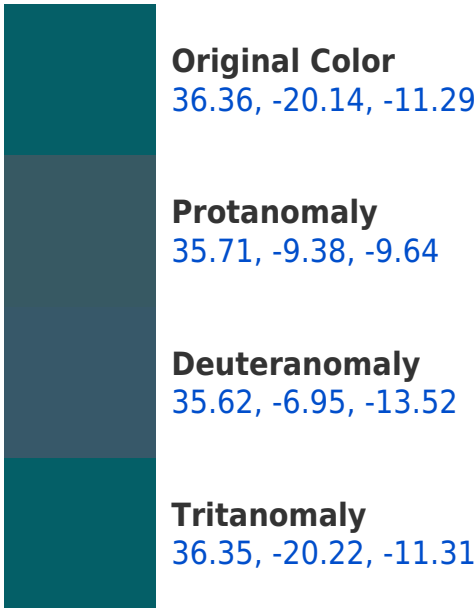 Original Color
36.36, -20.14, -11.29
Protanomaly
35.71, -9.38, -9.64
Deuteranomaly
35.62, -6.95, -13.52
Tritanomaly
36.35, -20.22, -11.31